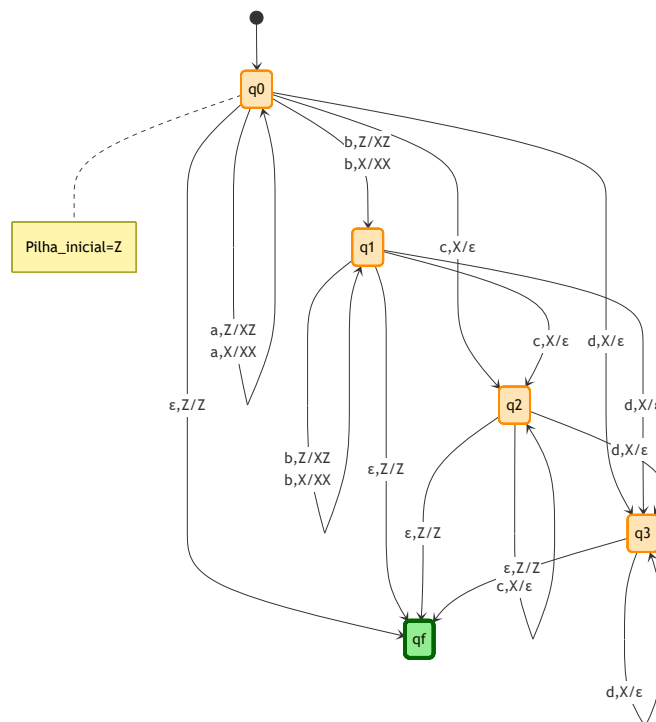 q0
b,Z/XZ
b,X/XX
Pilha_inicial=Z
q1
c,X/ε
a,Z/XZ
a,X/XX
c,X/ε
d,X/ε
ε,Z/Z
q2
d,X/ε
d,X/ε
b,Z/XZ
b,X/XX
ε,Z/Z
ε,Z/Z
q3
ε,Z/Z
c,X/ε
qf
d,X/ε